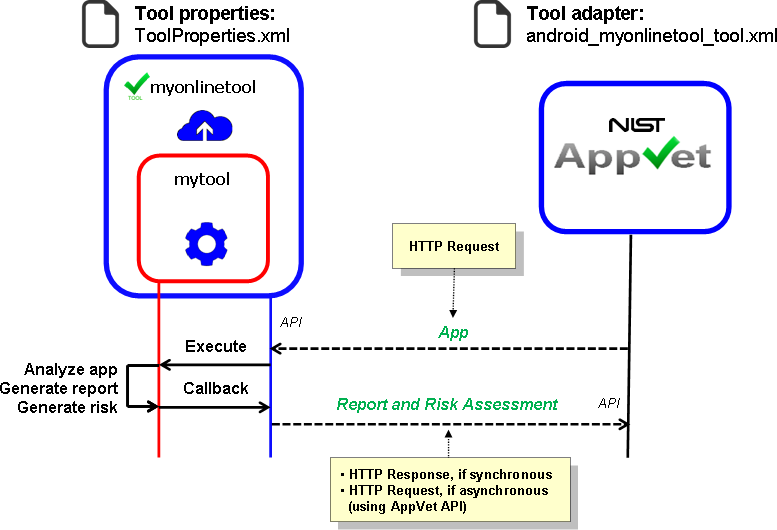 Tool properties:
ToolProperties.xml
Tool adapter:
android_myonlinetool_tool.xml
TOOL
myonlinetool
mytool
NIST
AppVet
HTTP Request
API
App
Execute
Analyze app
Generate report
Generate risk
Callback
Report and Risk Assessment
API
• HTTP Response, if synchronous
• HTTP Request, if asynchronous
(using AppVet API)